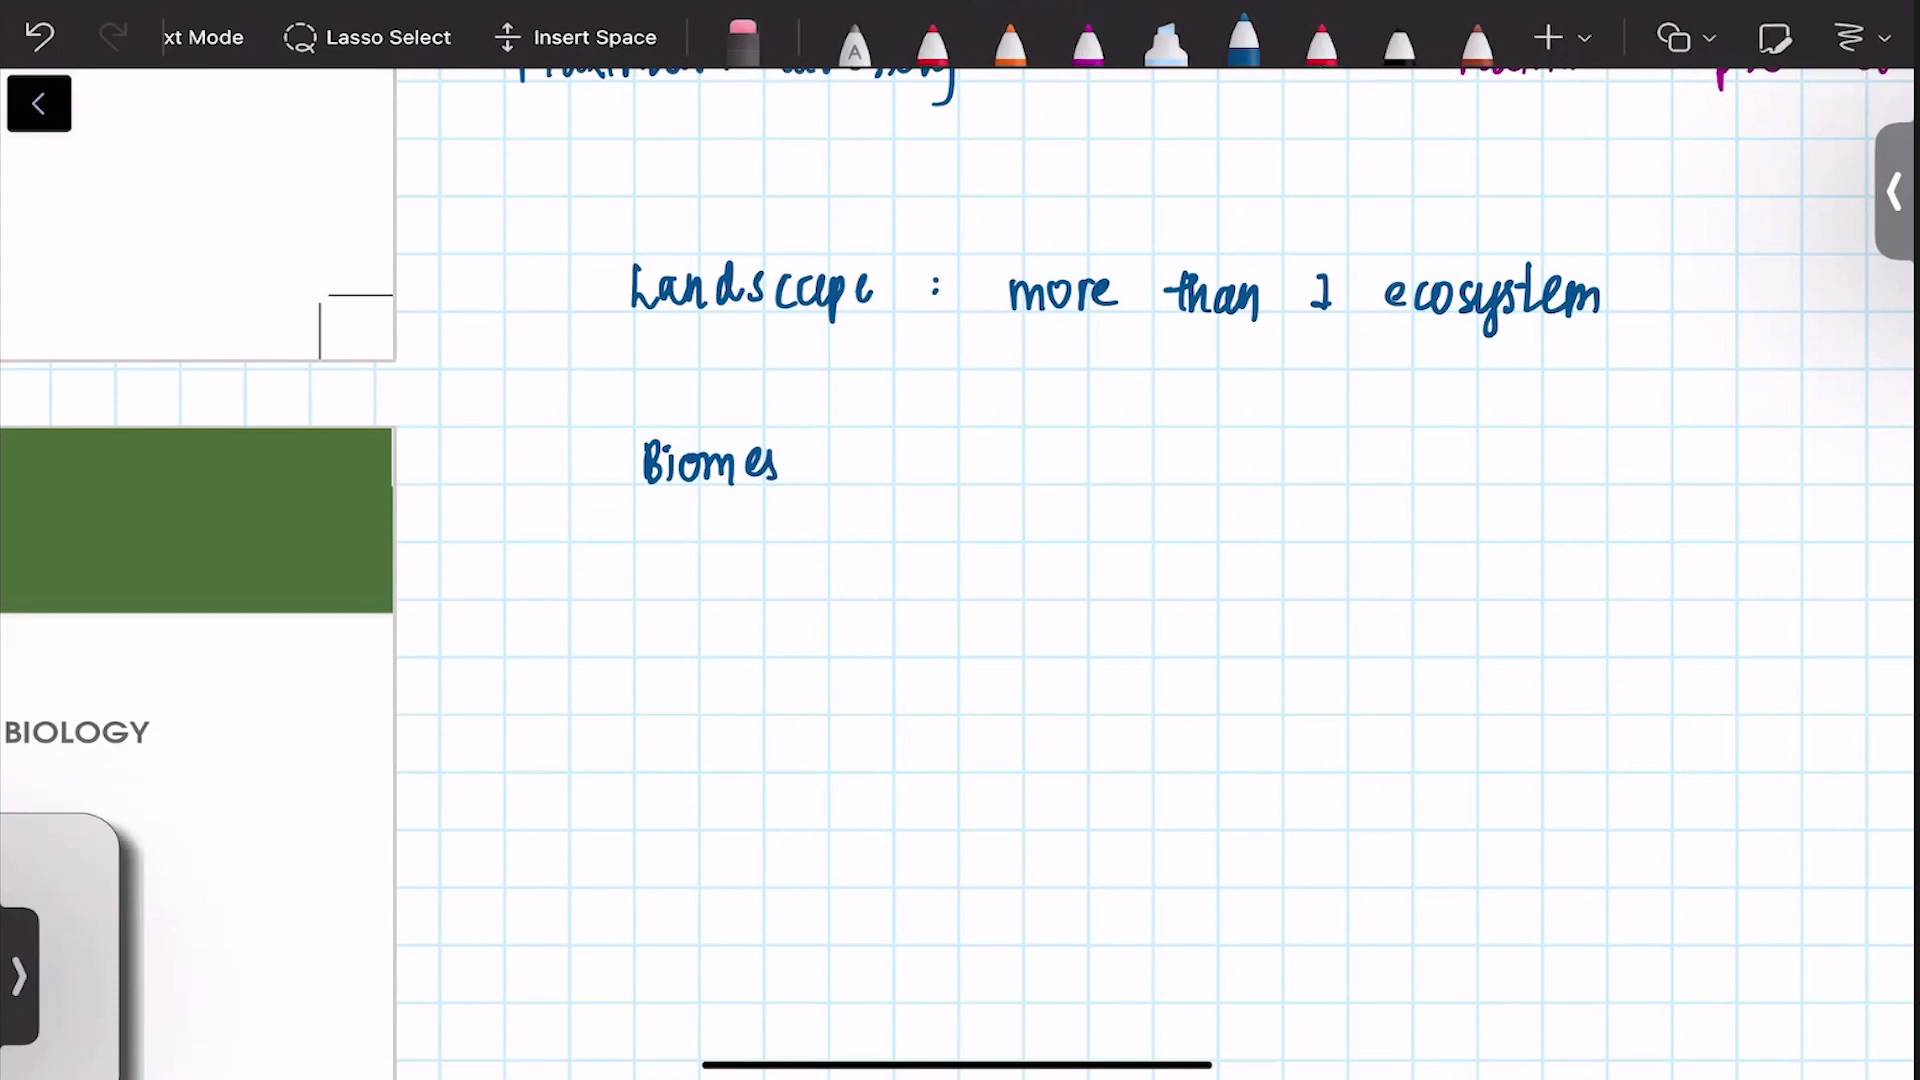 xt Mode Lasso Select Insert Space
Landscape : more than 1 ecosystem
Biomes
BIOLOGY